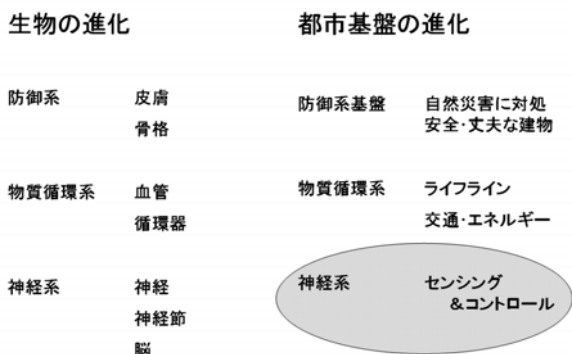 生物の進化
防御系 皮膚
骨格
物質循環系 血管
循環器
神経系 神経
神経節
脳
都市基盤の進化
防御系基盤 自然災害に対処
安全・丈夫な建物
物質循環系 ライフライン
交通・エネルギー
神経系 センシング
&コントロール